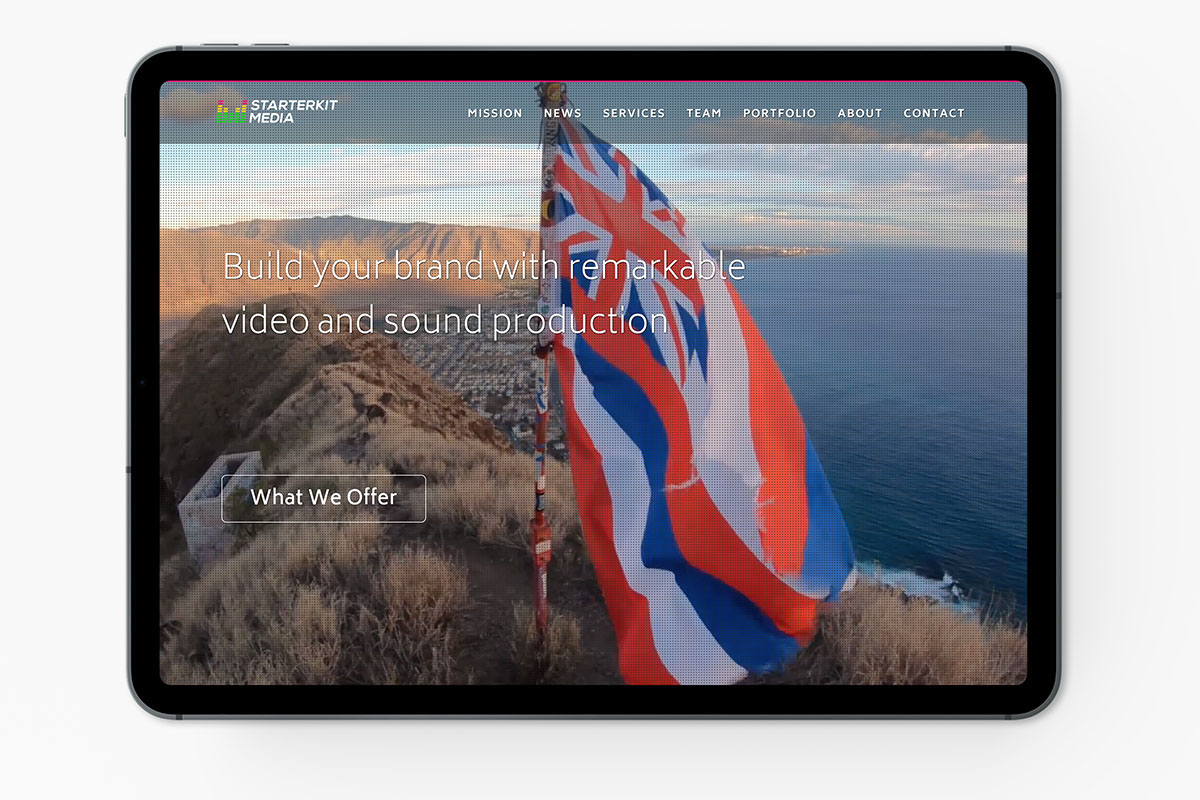 STARTERKIT
MEDIA
MISSION NEWS SERVICES TEAM PORTFOLIO ABOUT CONTACT
Build your brand with remarkable
video and sound production
What We Offer